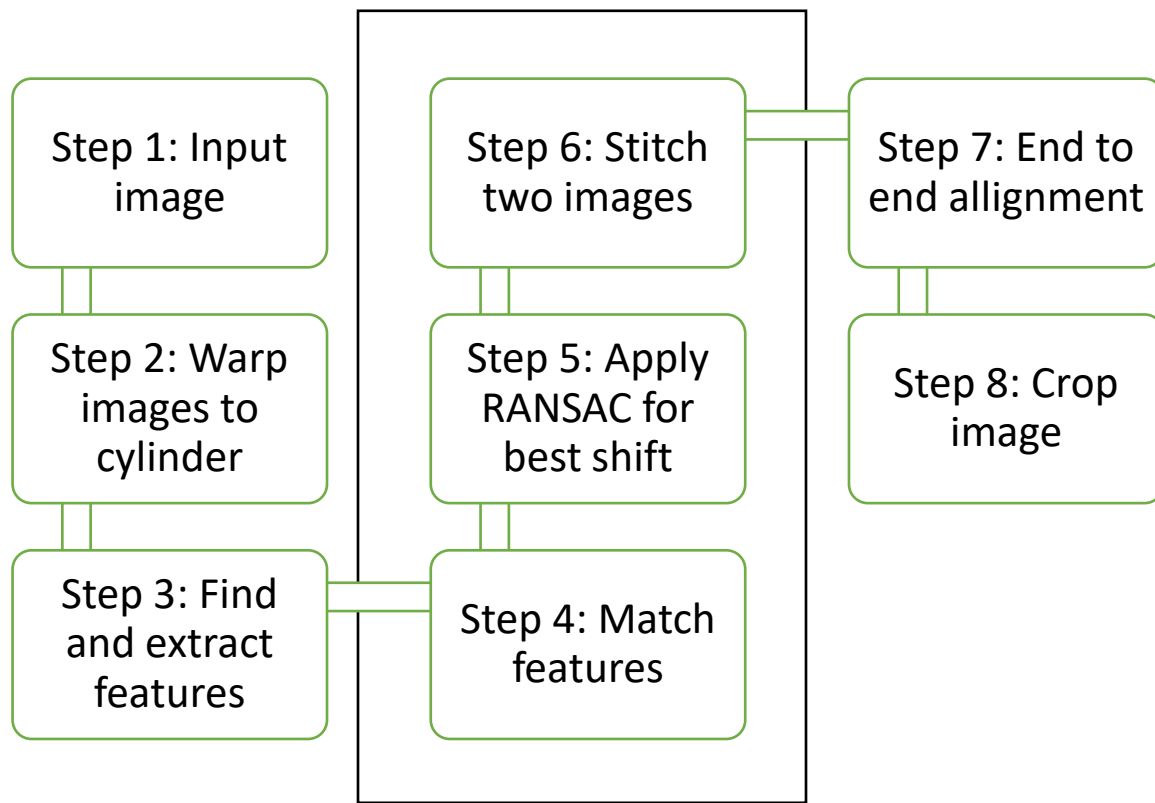 Step 1: Input
image
Step 2: Warp
images to
cylinder
Step 3: Find
and extract
features
Step 4: Match
features
Step 5: Apply
RANSAC for
best shift
Step 6: Stitch
two images
Step 7: End to
end allignment
Step 8: Crop
image